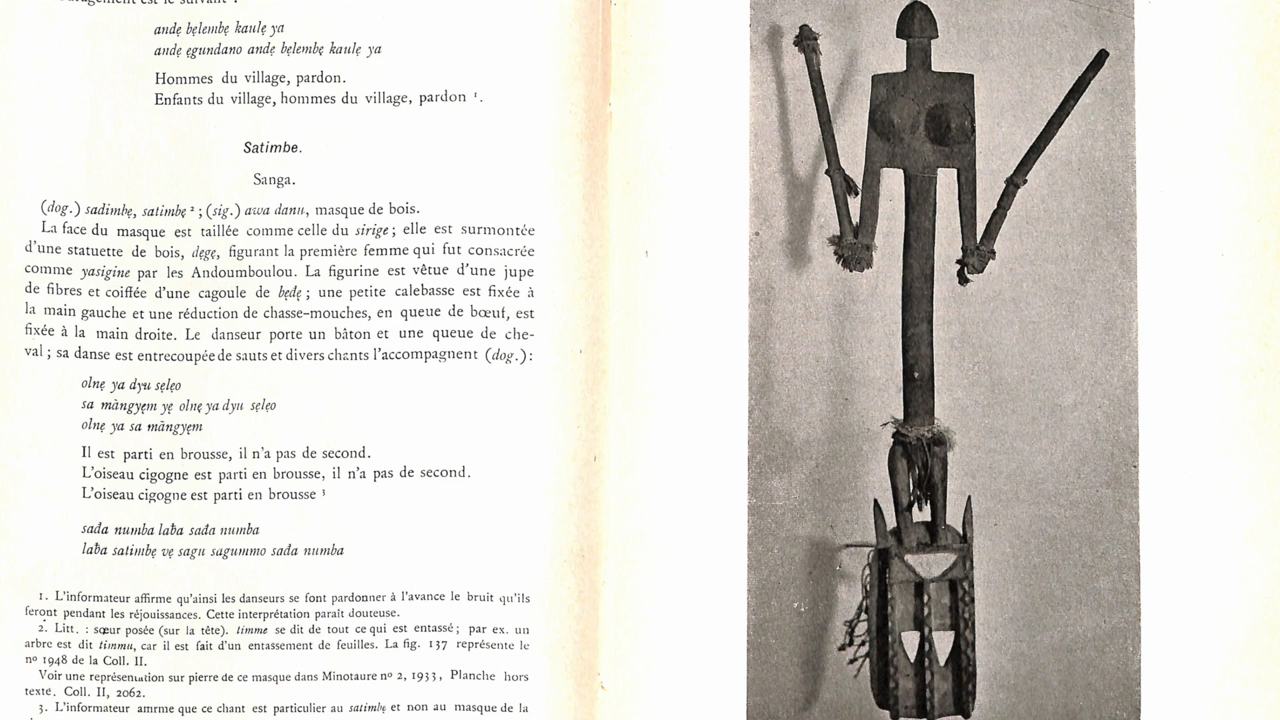 andę bęlembę kaulę ya
andę ęgundano andę bęlembę kaulę ya
Hommes du village, pardon.
Enfants du village, hommes du village, pardon ¹.
Satimbe.
Sanga.
(dog.) sadimbę, satimbę ² ; (sig.) awa danu, masque de bois.
La face du masque est taillée comme celle du sirige ; elle est surmontée
d'une statuette de bois, dęgę, figurant la première femme qui fut consacrée
comme yasigine par les Andoumboulou. La figurine est vêtue d'une jupe
de fibres et coiffée d'une cagoule de będę ; une petite calebasse est fixée à
la main gauche et une réduction de chasse-mouches, en queue de bœuf, est
fixée à la main droite. Le danseur porte un bâton et une queue de che-
val ; sa danse est entrecoupée de sauts et divers chants l'accompagnent (dog.) :
olnę ya dyu sęlęo
sa māngyęm yę olnę ya dyu sęlęo
olnę ya sa māngyęm
Il est parti en brousse, il n'a pas de second.
L'oiseau cigogne est parti en brousse, il n'a pas de second.
L'oiseau cigogne est parti en brousse ³
sađa numba laƀa sađa numba
laƀa satimbę vę sagu sagummo sađa numba
1. L'informateur affirme qu'ainsi les danseurs se font pardonner à l'avance le bruit qu'ils
feront pendant les réjouissances. Cette interprétation paraît douteuse.
2. Litt. : sœur posée (sur la tête). timme se dit de tout ce qui est entassé ; par ex. un
arbre est dit timmu, car il est fait d'un entassement de feuilles. La fig. 137 représente le
nº 1948 de la Coll. II.
Voir une représentation sur pierre de ce masque dans Minotaure nº 2, 1933, Planche hors
texte. Coll. II, 2062.
3. L'informateur affirme que ce chant est particulier au satimbę et non au masque de la